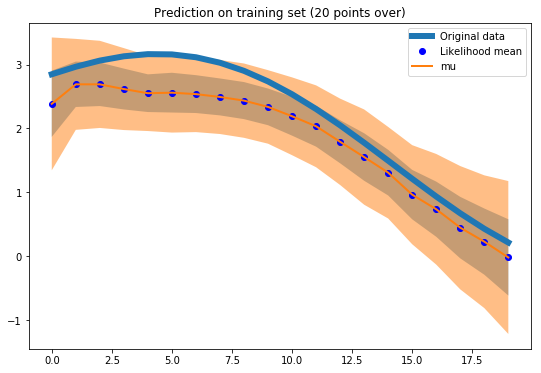 Prediction on training set (20 points over)
Original data
Likelihood mean
mu
3
2
1
0
−1
0.0 2.5 5.0 7.5 10.0 12.5 15.0 17.5